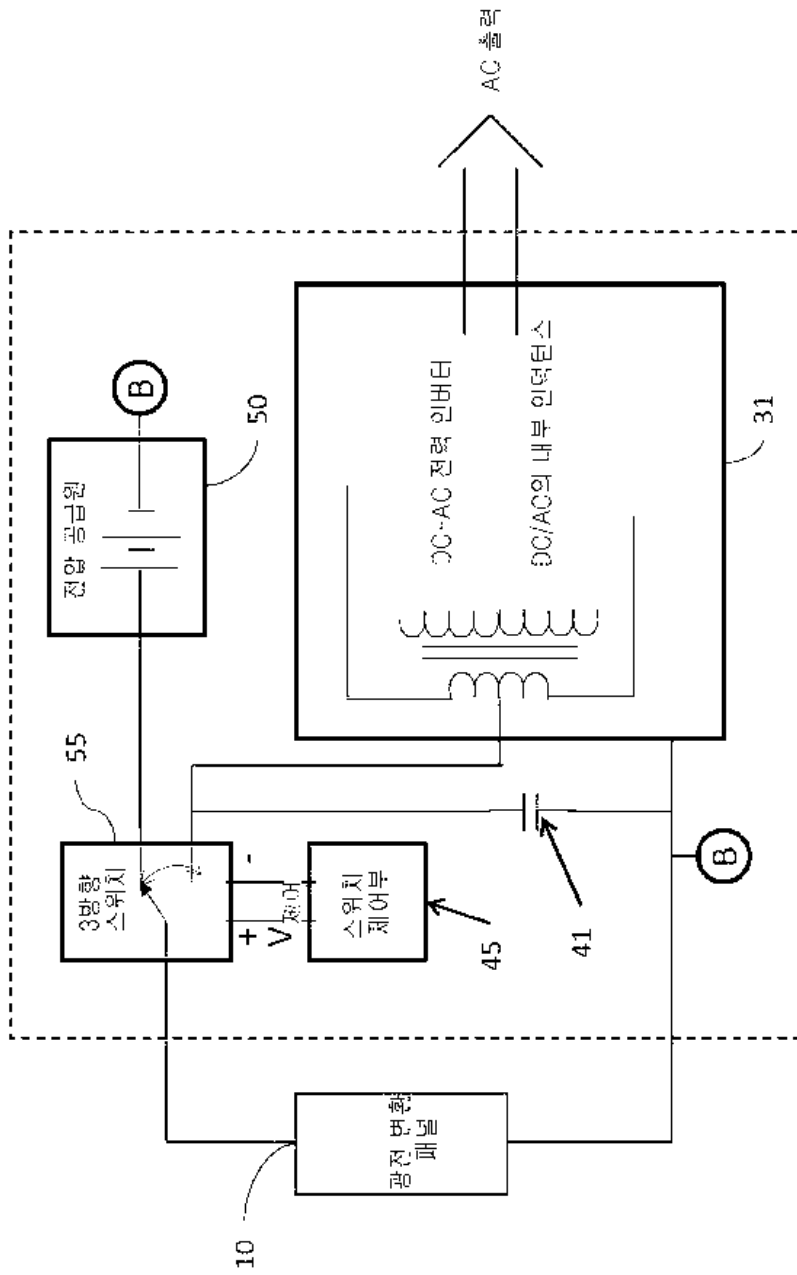 AC 출력
B
50
전압 공급원
DC-AC 전력 인버터
DC/AC의 내부 인덕턴스
31
55
3방향
스위치
+
-
V
제어
스위치
제어부
45
41
B
광전 변환
패널
10